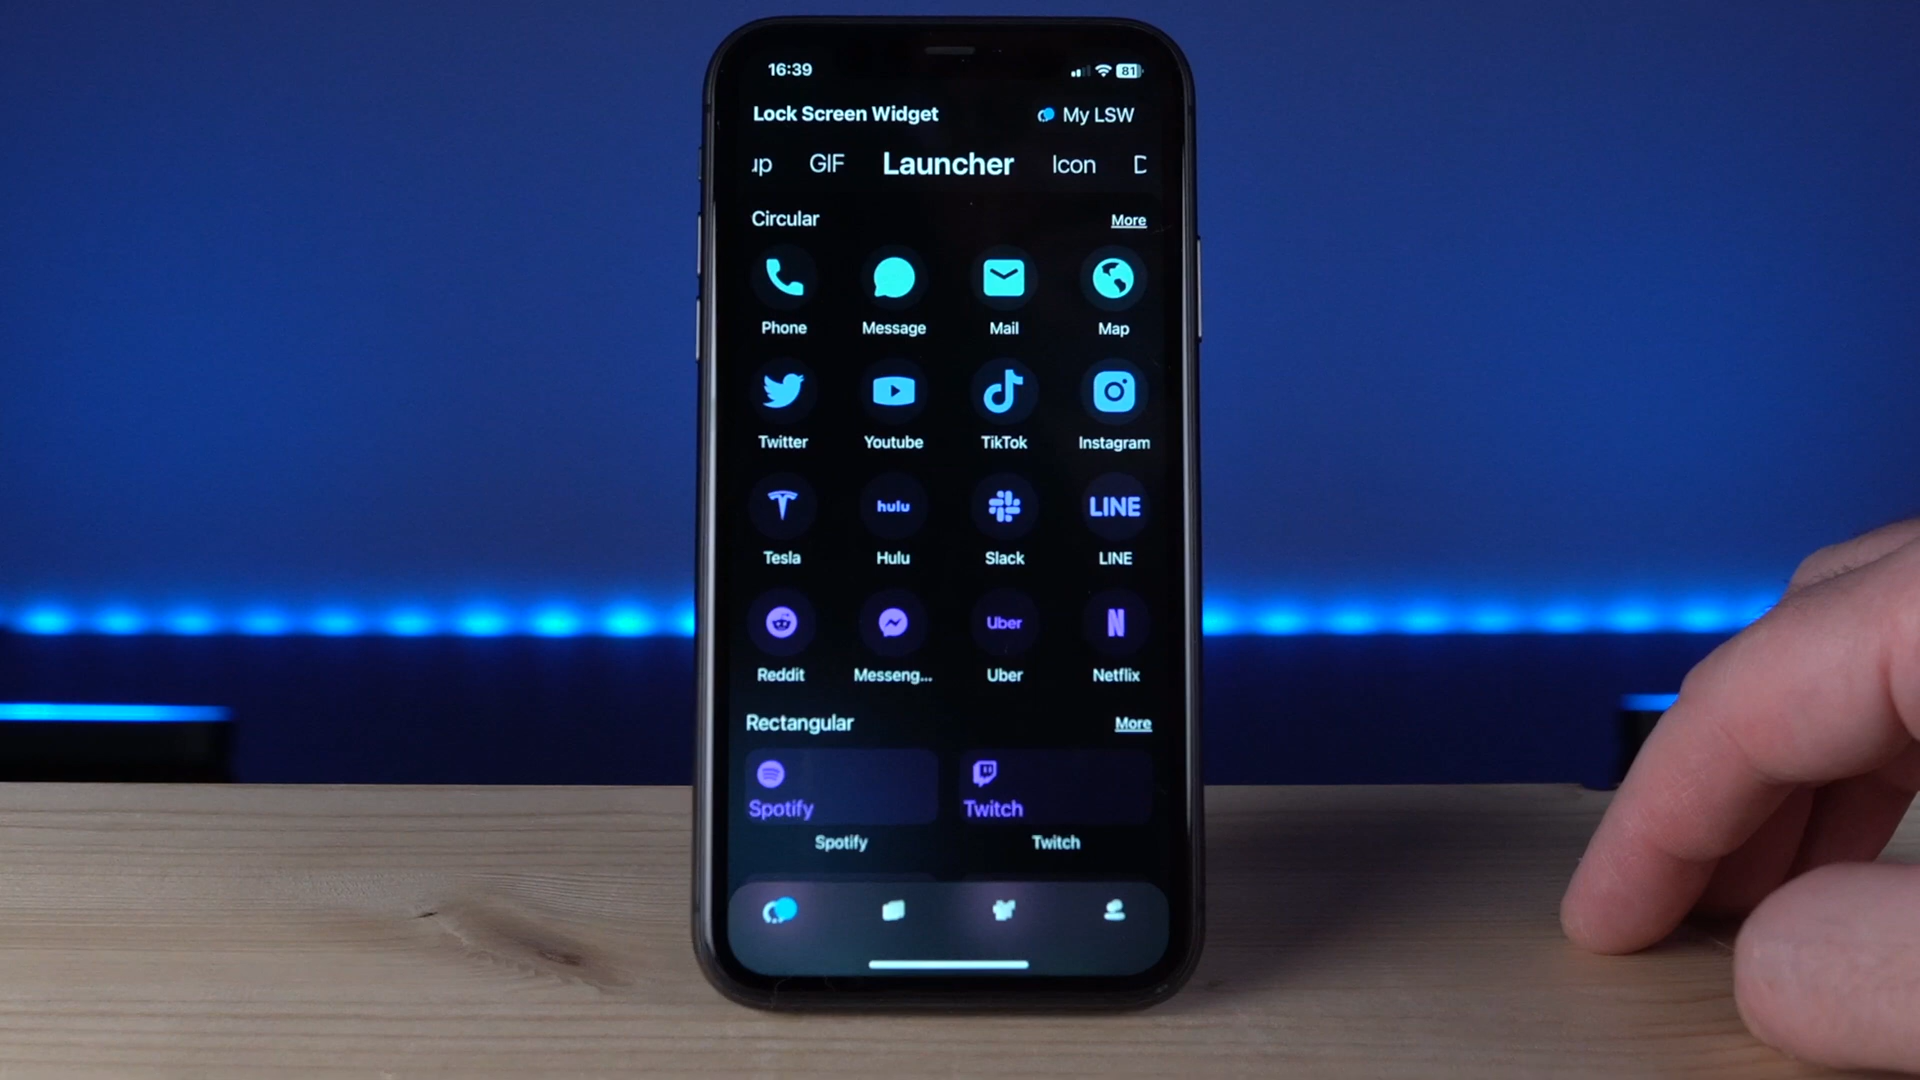 16:39
81
Lock Screen Widget
My LSW
up GIF Launcher Icon D
Circular
More
Phone Message Mail Map
Twitter Youtube TikTok Instagram
hulu LINE
Tesla Hulu Slack LINE
Uber N
Reddit Messeng... Uber Netflix
Rectangular
More
Spotify Twitch
Spotify Twitch